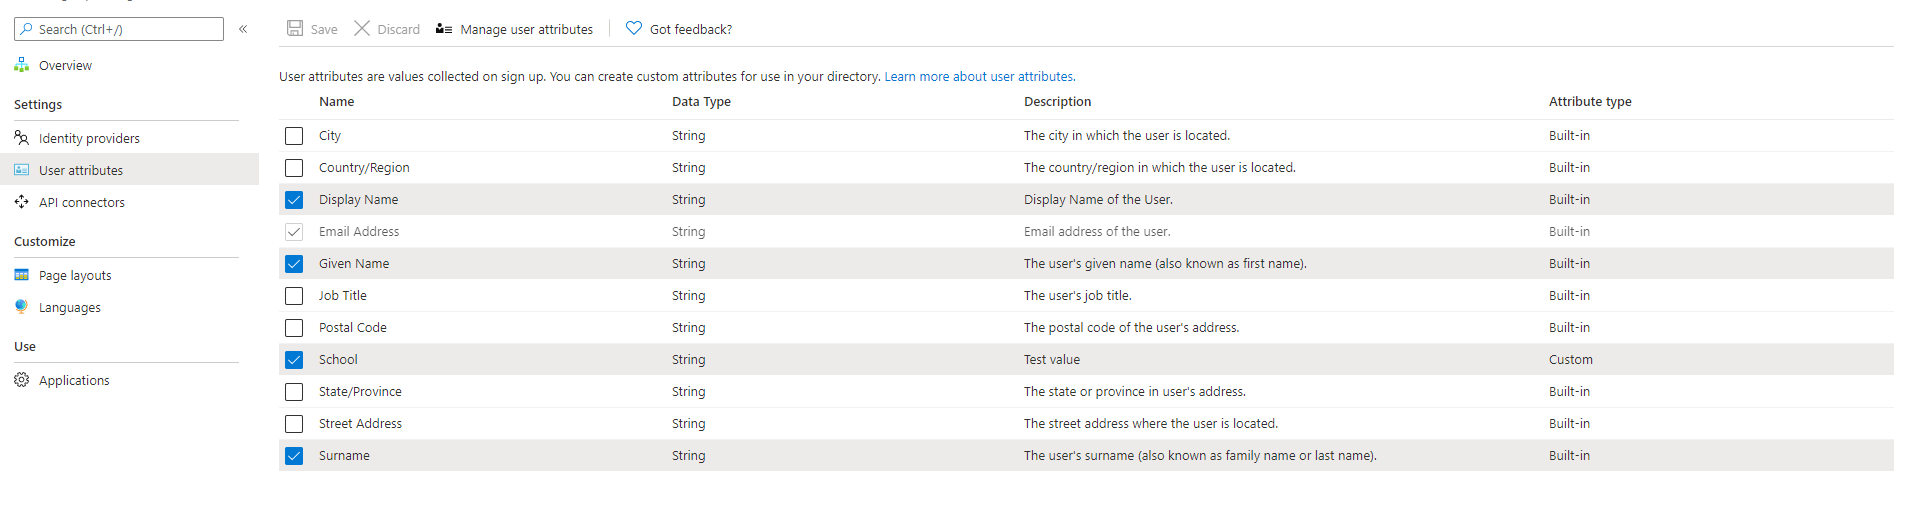 Search (Ctrl+/)
«
Overview
Settings
Identity providers
User attributes
API connectors
Customize
Page layouts
Languages
Use
Applications
Save Discard Manage user attributes Got feedback?
User attributes are values collected on sign up. You can create custom attributes for use in your directory. Learn more about user attributes.
Name Data Type Description Attribute type
City String The city in which the user is located. Built-in
Country/Region String The country/region in which the user is located. Built-in
Display Name String Display Name of the User. Built-in
Email Address String Email address of the user. Built-in
Given Name String The user's given name (also known as first name). Built-in
Job Title String The user's job title. Built-in
Postal Code String The postal code of the user's address. Built-in
School String Test value Custom
State/Province String The state or province in user's address. Built-in
Street Address String The street address where the user is located. Built-in
Surname String The user's surname (also known as family name or last name). Built-in